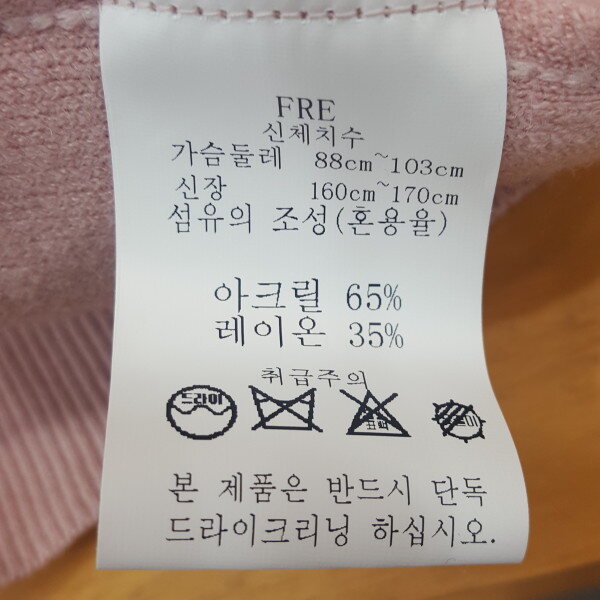 FRE
신체치수
가슴둘레 88cm~103cm
신장 160cm~170cm
섬유의 조성(혼용율)
아크릴 65%
레이온 35%
취급주의
드라이
표백
본 제품은 반드시 단독
드라이크리닝 하십시오.